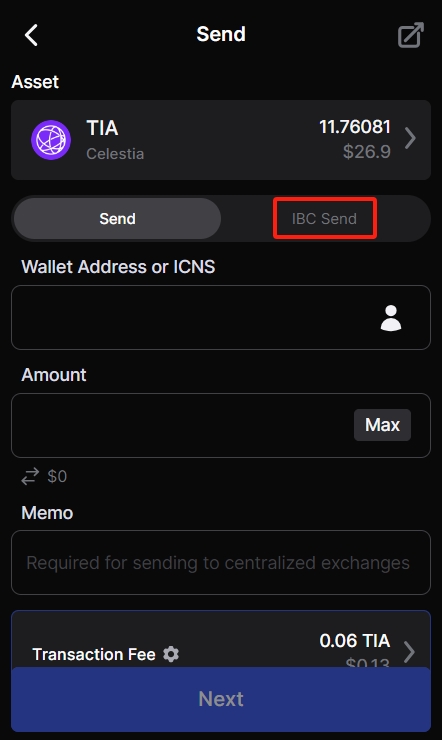 Send
Asset
TIA 11.76081
Celestia $26.9
Send IBC Send
Wallet Address or ICNS
Amount
Max
$0
Memo
Required for sending to centralized exchanges
0.06 TIA
Transaction Fee
$0.13
Next